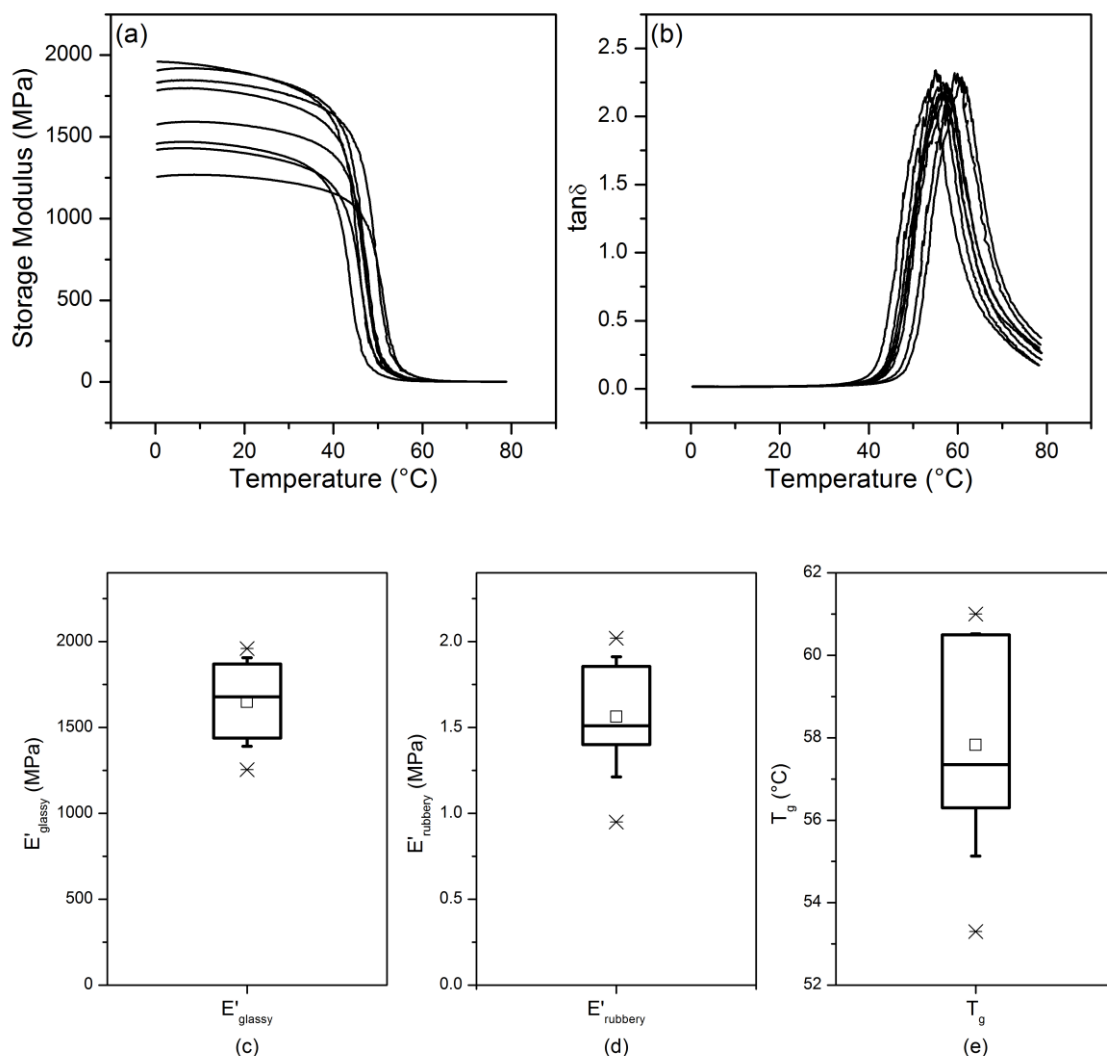 (a)
Storage Modulus (MPa)
2000
1500
1000
500
0
0 20 40 60 80
Temperature (°C)
(b)
tanδ
2.5
2.0
1.5
1.0
0.5
0.0
0 20 40 60 80
Temperature (°C)
E'glassy (MPa)
2000
1500
1000
500
0
E'glassy
(c)
E'rubbery (MPa)
2.0
1.5
1.0
0.5
0.0
E'rubbery
(d)
Tg (°C)
62
60
58
56
54
52
Tg
(e)